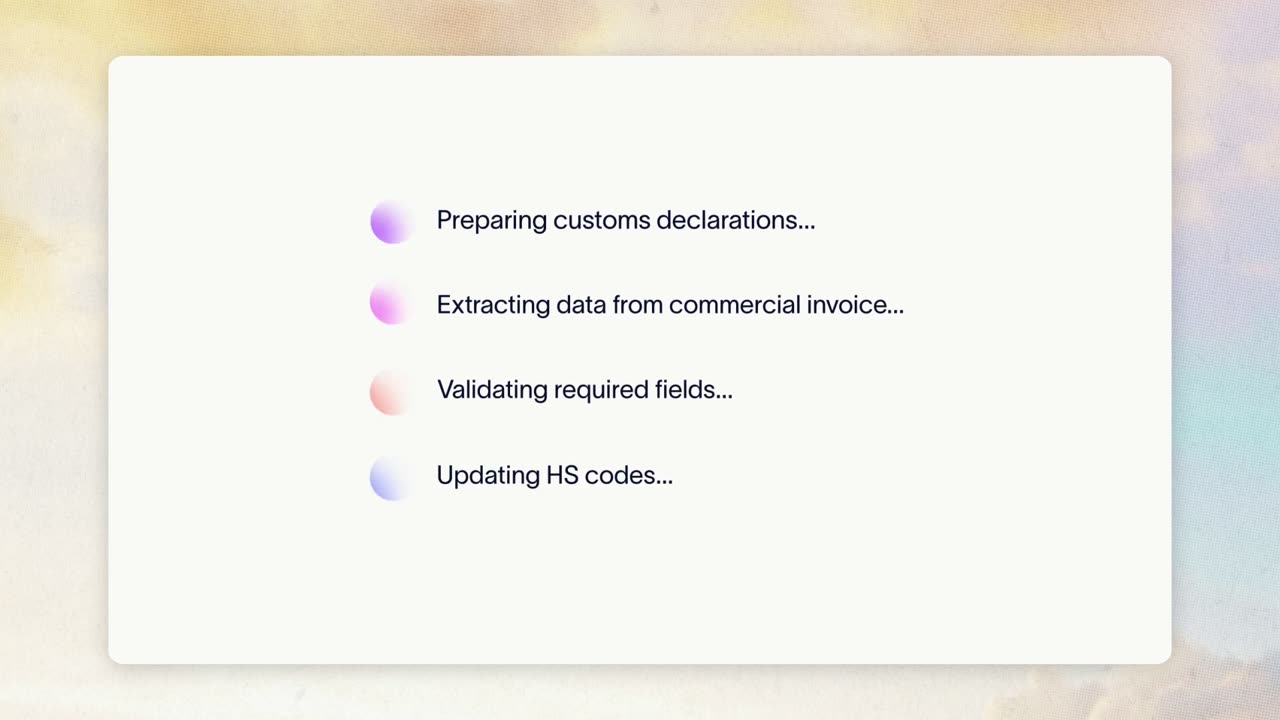 Preparing customs declarations...
Extracting data from commercial invoice...
Validating required fields...
Updating HS codes...